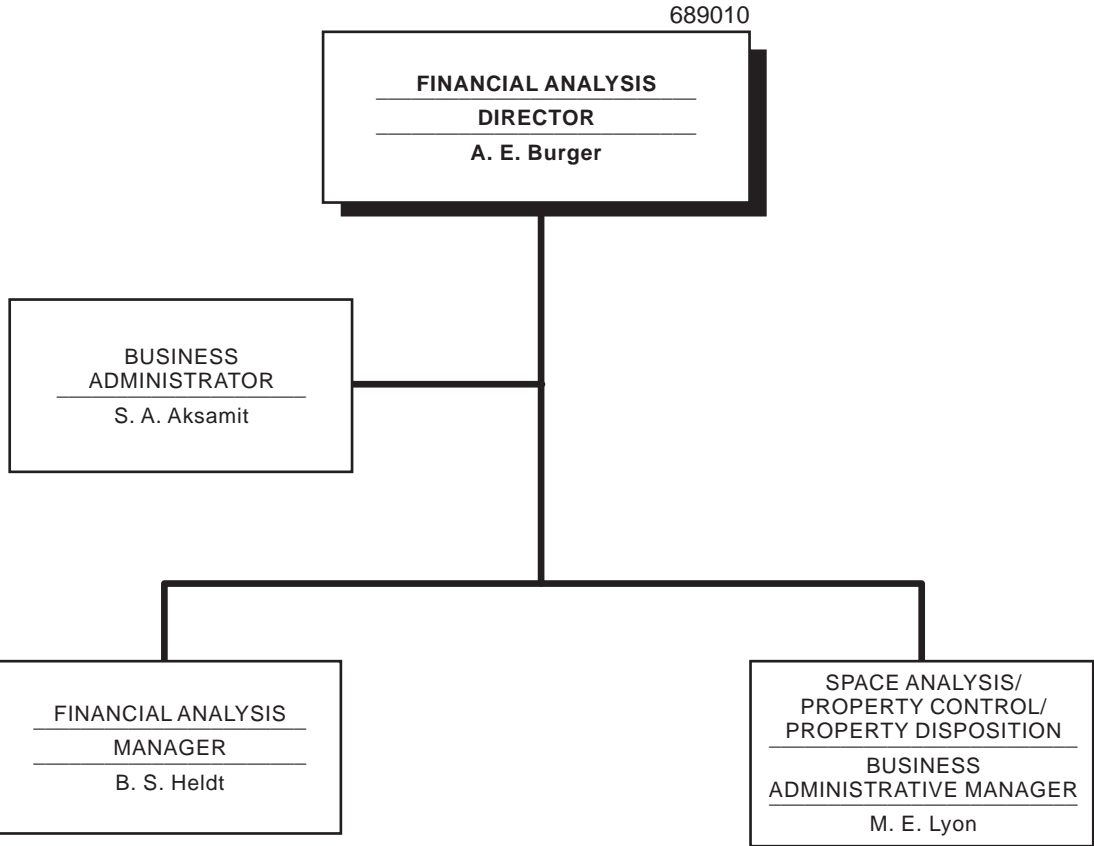 689010
FINANCIAL ANALYSIS
DIRECTOR
A. E. Burger
BUSINESS
ADMINISTRATOR
S. A. Aksamit
FINANCIAL ANALYSIS
MANAGER
B. S. Heldt
SPACE ANALYSIS/
PROPERTY CONTROL/
PROPERTY DISPOSITION
BUSINESS
ADMINISTRATIVE MANAGER
M. E. Lyon